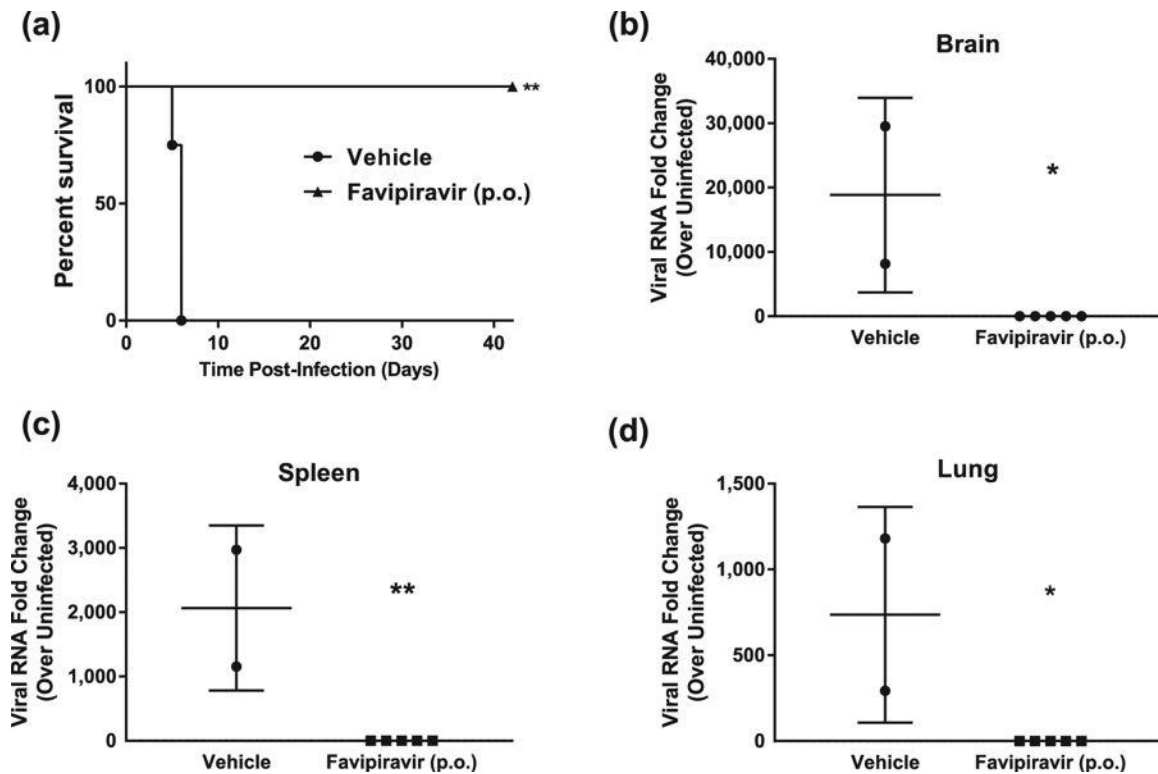 (a)
Percent survival
100
50
0
**
Vehicle
Favipiravir (p.o.)
0 10 20 30 40
Time Post-Infection (Days)
(b)
Brain
Viral RNA Fold Change
(Over Uninfected)
40,000
30,000
20,000
10,000
0
*
Vehicle Favipiravir (p.o.)
(c)
Spleen
Viral RNA Fold Change
(Over Uninfected)
4,000
3,000
2,000
1,000
0
**
Vehicle Favipiravir (p.o.)
(d)
Lung
Viral RNA Fold Change
(Over Uninfected)
1,500
1,000
500
0
*
Vehicle Favipiravir (p.o.)